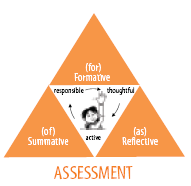 (for)
Formative
responsible thoughtful
(of)
Summative
active
(as)
Reflective
ASSESSMENT